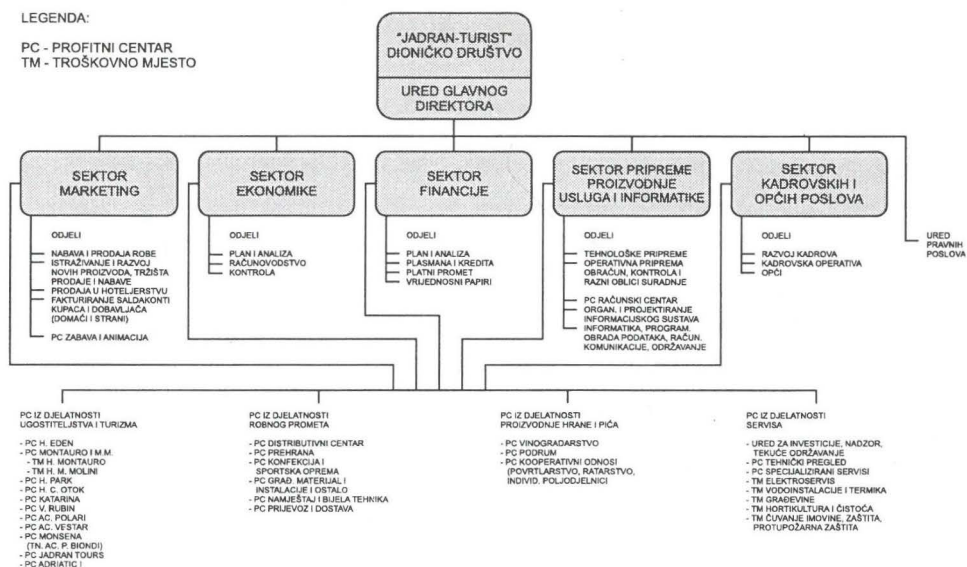 LEGENDA:
PC - PROFITNI CENTAR
TM - TROŠKOVNO MJESTO
"JADRAN-TURIST"
DIONIČKO DRUŠTVO
URED GLAVNOG
DIREKTORA
SEKTOR
MARKETING
SEKTOR
EKONOMIKE
SEKTOR
FINANCIJE
SEKTOR PRIPREME
PROIZVODNJE
USLUGA I INFORMATIKE
SEKTOR
KADROVSKIH I
OPĆIH POSLOVA
ODJELI
- NABAVA I PRODAJA ROBE
- ISTRAŽIVANJE I RAZVOJ
NOVIH PROIZVODA, TRŽIŠTA
PRODAJE I NABAVE
- PRODAJA U HOTELJERSTVU
- FAKTURIRANJE SALDAKONTI
KUPACA I DOBAVLJAČA
(DOMAĆI I STRANI)
- PC ZABAVA I ANIMACIJA
ODJELI
- PLAN I ANALIZA
- RAČUNOVODSTVO
- KONTROLA
ODJELI
- PLAN I ANALIZA
- PLASMANA I KREDITA
- PLATNI PROMET
- VRIJEDNOSNI PAPIRI
ODJELI
- TEHNOLOŠKE PRIPREME
- OPERATIVNA PRIPREMA
OBRAČUN, KONTROLA I
RAZNI OBLICI SURADNJE
- PC RAČUNSKI CENTAR
- ORGAN. I PROJEKTIRANJE
INFORMACIJSKOG SUSTAVA
- INFORMATIKA, PROGRAM.
OBRADA PODATAKA, RAČUN.
KOMUNIKACIJE, ODRŽAVANJE
ODJELI
- RAZVOJ KADROVA
- KADROVSKA OPERATIVA
- OPĆI
URED
PRAVNIH
POSLOVA
PC IZ DJELATNOSTI
UGOSTITELJSTVA I TURIZMA
- PC H. EDEN
- PC MONTAURO I M.M.
- TM H. MONTAURO
- TM H. M. MOLINI
- PC H. PARK
- PC H. C. OTOK
- PC KATARINA
- PC V. RUBIN
- PC AC. POLARI
- PC AC. VESTAR
- PC MONSENA
(TN. AC. P. BIONDI)
- PC JADRAN TOURS
- PC ADRIATIC I
PC IZ DJELATNOSTI
ROBNOG PROMETA
- PC DISTRIBUTIVNI CENTAR
- PC PREHRANA
- PC KONFEKCIJA I
SPORTSKA OPREMA
- PC GRAĐ. MATERIJAL I
INSTALACIJE I OSTALO
- PC NAMJEŠTAJ I BIJELA TEHNIKA
- PC PRIJEVOZ I DOSTAVA
PC IZ DJELATNOSTI
PROIZVODNJE HRANE I PIĆA
- PC VINOGRADARSTVO
- PC PODRUM
- PC KOOPERATIVNI ODNOSI
(POVRTLARSTVO, RATARSTVO,
INDIVID. POLJODJELNICI)
PC IZ DJELATNOSTI
SERVISA
- URED ZA INVESTICIJE, NADZOR,
TEKUĆE ODRŽAVANJE
- PC TEHNIČKI PREGLED
- PC SPECIJALIZIRANI SERVISI
- TM ELEKTROSERVIS
- TM VODOINSTALACIJE I TERMIKA
- TM GRAĐEVINE
- TM HORTIKULTURA I ČISTOĆA
- TM ČUVANJE IMOVINE, ZAŠTITA,
PROTUPOŽARNA ZAŠTITA